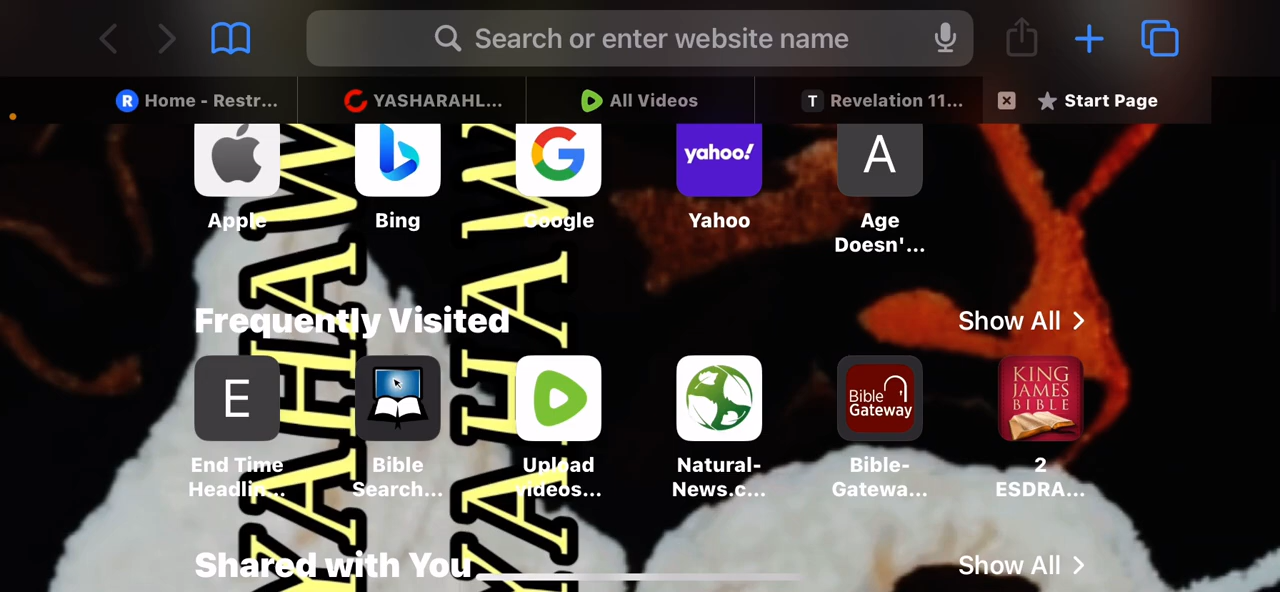 Search or enter website name
R Home - Restr...
YASHARAHL...
All Videos
T Revelation 11...
Start Page
yahoo!
A
Apple
Bing
Google
Yahoo
Age
Doesn'...
Frequently Visited
Show All
E
Bible
Gateway
KING
JAMES
BIBLE
End Time
Headlin...
Bible
Search...
Upload
videos...
Natural-
News.c...
Bible-
Gatewa...
2
ESDRA...
Shared with You
Show All